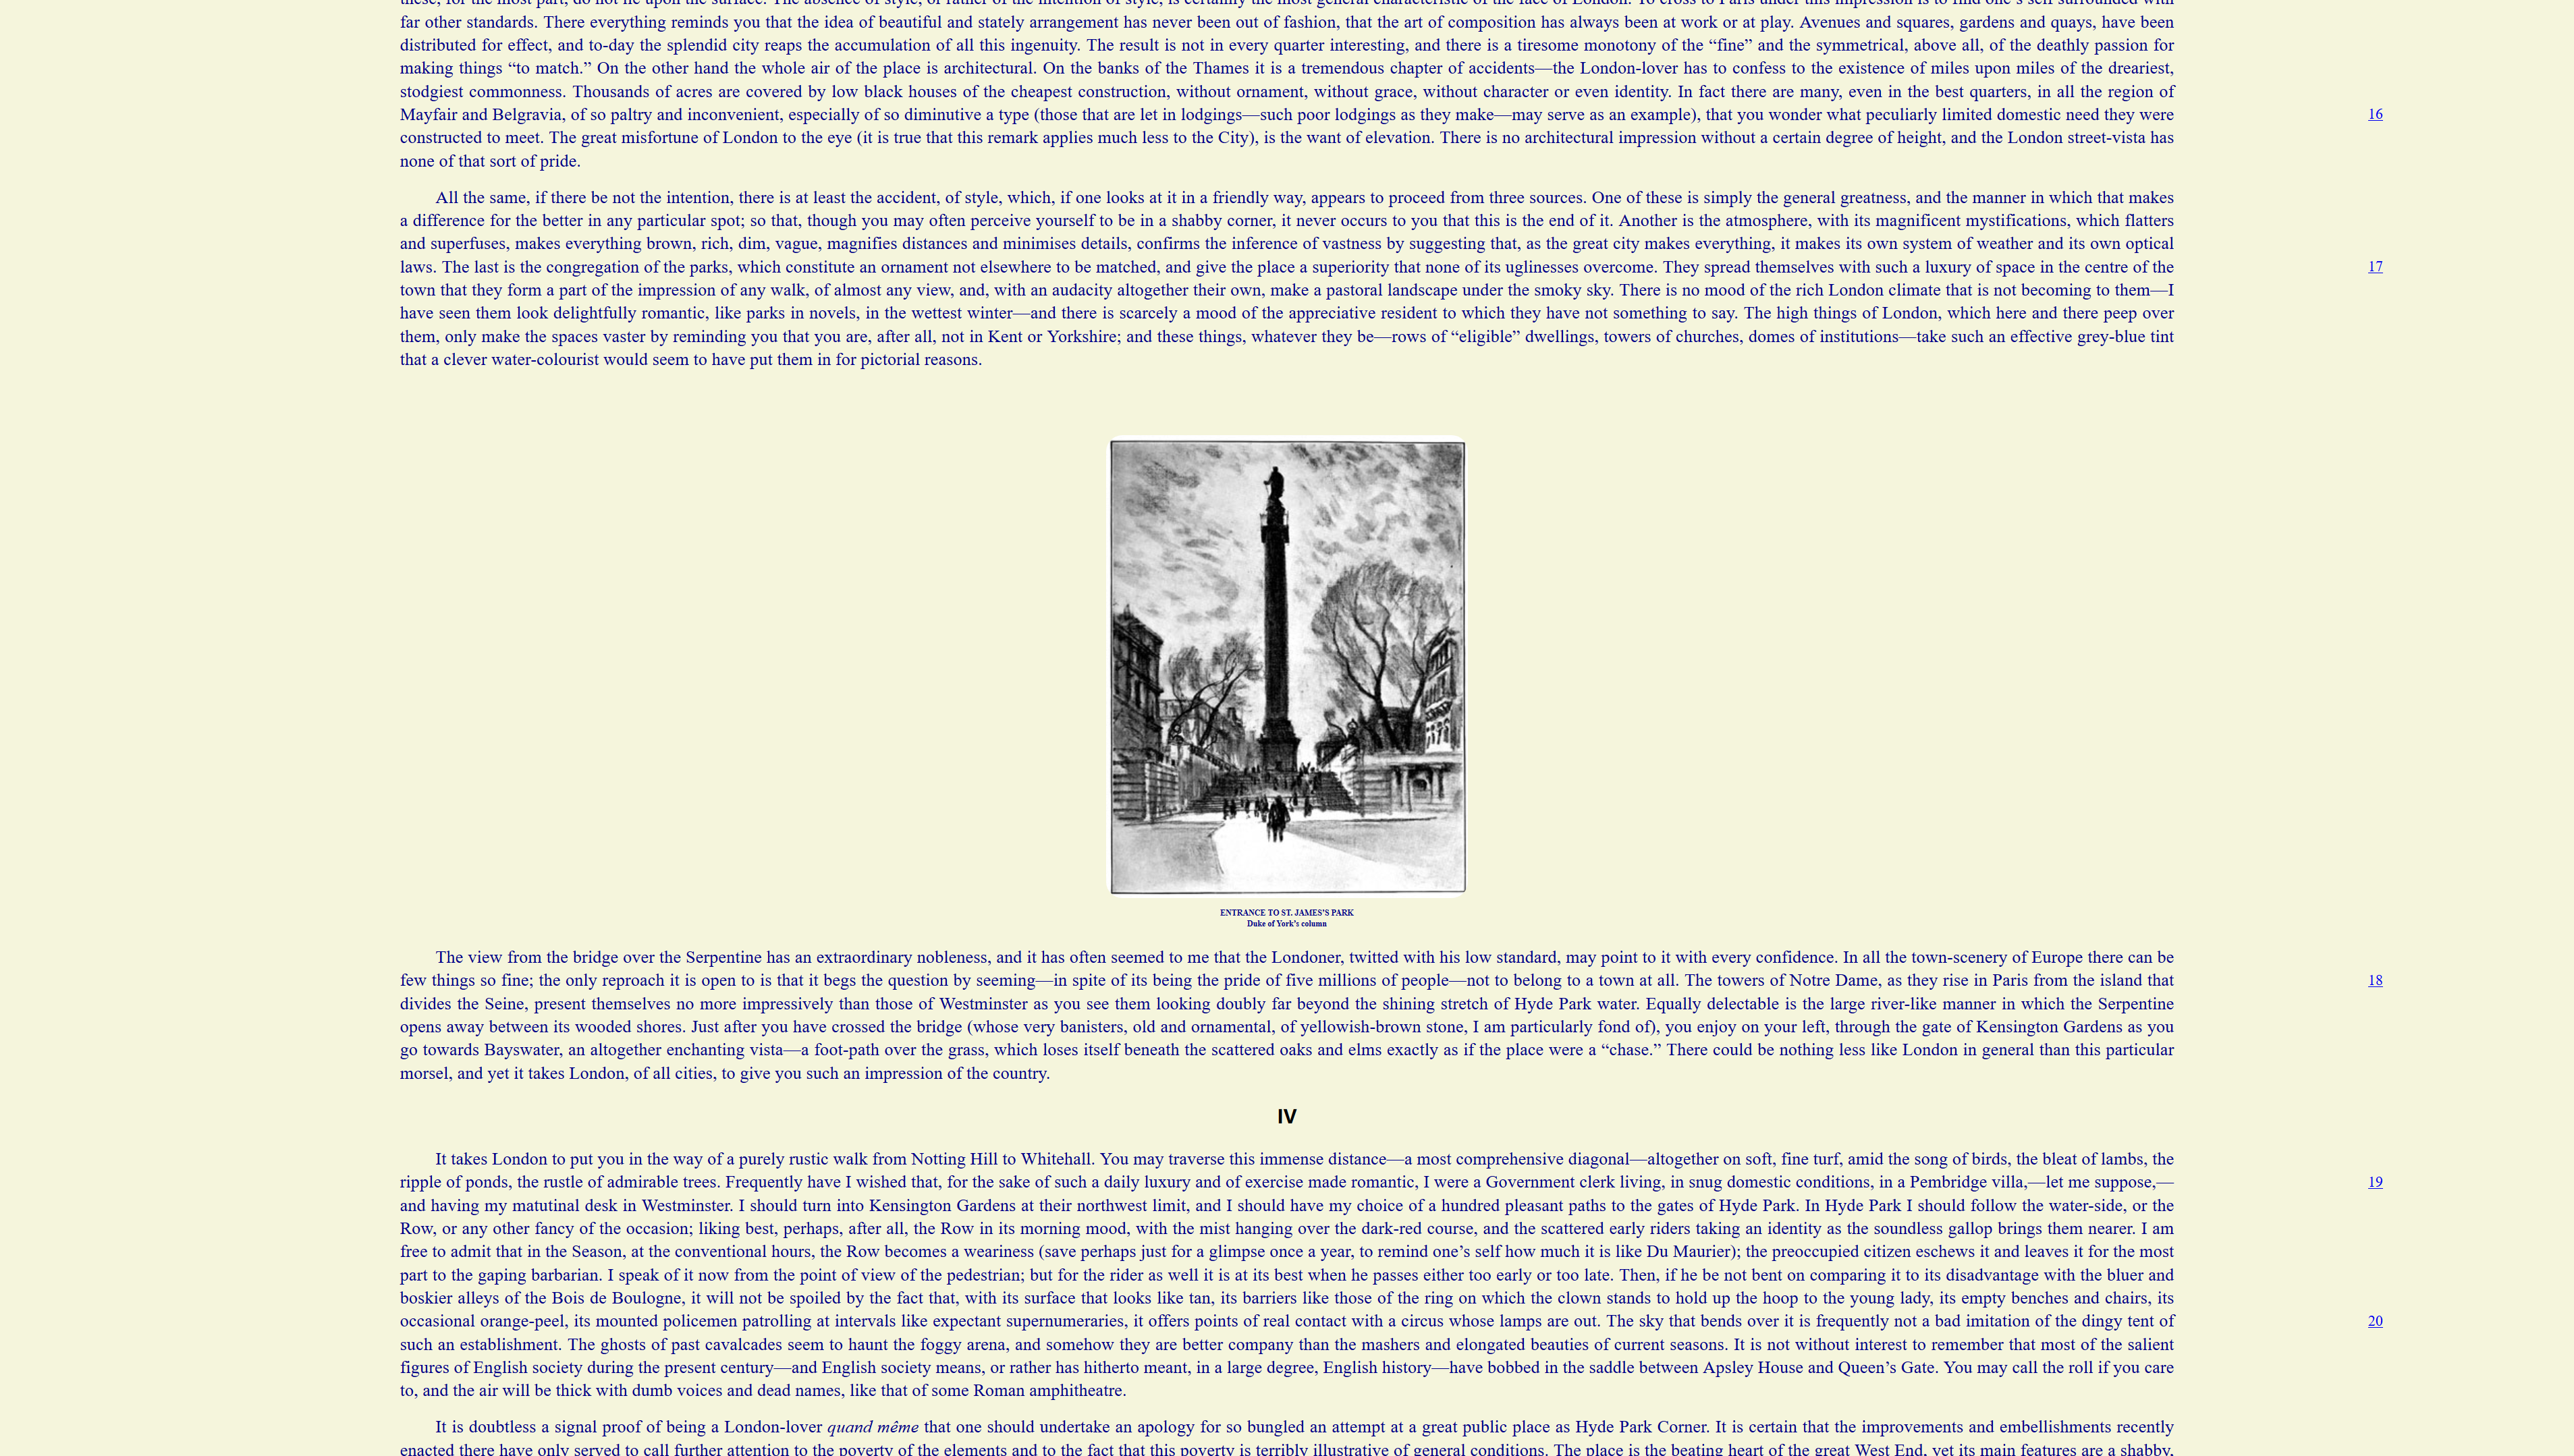 these, for the most part, do not lie upon the surface. The absence of style, or rather of the intention of style, is certainly the most general characteristic of the face of London. To cross to Paris under this impression is to find one's self surrounded with
far other standards. There everything reminds you that the idea of beautiful and stately arrangement has never been out of fashion, that the art of composition has always been at work or at play. Avenues and squares, gardens and quays, have been
distributed for effect, and to-day the splendid city reaps the accumulation of all this ingenuity. The result is not in every quarter interesting, and there is a tiresome monotony of the “fine” and the symmetrical, above all, of the deathly passion for
making things “to match.” On the other hand the whole air of the place is architectural. On the banks of the Thames it is a tremendous chapter of accidents—the London-lover has to confess to the existence of miles upon miles of the dreariest,
stodgiest commonness. Thousands of acres are covered by low black houses of the cheapest construction, without ornament, without grace, without character or even identity. In fact there are many, even in the best quarters, in all the region of
Mayfair and Belgravia, of so paltry and inconvenient, especially of so diminutive a type (those that are let in lodgings—such poor lodgings as they make—may serve as an example), that you wonder what peculiarly limited domestic need they were 16
constructed to meet. The great misfortune of London to the eye (it is true that this remark applies much less to the City), is the want of elevation. There is no architectural impression without a certain degree of height, and the London street-vista has
none of that sort of pride.
All the same, if there be not the intention, there is at least the accident, of style, which, if one looks at it in a friendly way, appears to proceed from three sources. One of these is simply the general greatness, and the manner in which that makes
a difference for the better in any particular spot; so that, though you may often perceive yourself to be in a shabby corner, it never occurs to you that this is the end of it. Another is the atmosphere, with its magnificent mystifications, which flatters
and superfuses, makes everything brown, rich, dim, vague, magnifies distances and minimises details, confirms the inference of vastness by suggesting that, as the great city makes everything, it makes its own system of weather and its own optical
laws. The last is the congregation of the parks, which constitute an ornament not elsewhere to be matched, and give the place a superiority that none of its uglinesses overcome. They spread themselves with such a luxury of space in the centre of the 17
town that they form a part of the impression of any walk, of almost any view, and, with an audacity altogether their own, make a pastoral landscape under the smoky sky. There is no mood of the rich London climate that is not becoming to them—I
have seen them look delightfully romantic, like parks in novels, in the wettest winter—and there is scarcely a mood of the appreciative resident to which they have not something to say. The high things of London, which here and there peep over
them, only make the spaces vaster by reminding you that you are, after all, not in Kent or Yorkshire; and these things, whatever they be—rows of “eligible” dwellings, towers of churches, domes of institutions—take such an effective grey-blue tint
that a clever water-colourist would seem to have put them in for pictorial reasons.
ENTRANCE TO ST. JAMES'S PARK
Duke of York's column
The view from the bridge over the Serpentine has an extraordinary nobleness, and it has often seemed to me that the Londoner, twitted with his low standard, may point to it with every confidence. In all the town-scenery of Europe there can be
few things so fine; the only reproach it is open to is that it begs the question by seeming—in spite of its being the pride of five millions of people—not to belong to a town at all. The towers of Notre Dame, as they rise in Paris from the island that 18
divides the Seine, present themselves no more impressively than those of Westminster as you see them looking doubly far beyond the shining stretch of Hyde Park water. Equally delectable is the large river-like manner in which the Serpentine
opens away between its wooded shores. Just after you have crossed the bridge (whose very banisters, old and ornamental, of yellowish-brown stone, I am particularly fond of), you enjoy on your left, through the gate of Kensington Gardens as you
go towards Bayswater, an altogether enchanting vista—a foot-path over the grass, which loses itself beneath the scattered oaks and elms exactly as if the place were a “chase.” There could be nothing less like London in general than this particular
morsel, and yet it takes London, of all cities, to give you such an impression of the country.
IV
It takes London to put you in the way of a purely rustic walk from Notting Hill to Whitehall. You may traverse this immense distance—a most comprehensive diagonal—altogether on soft, fine turf, amid the song of birds, the bleat of lambs, the
ripple of ponds, the rustle of admirable trees. Frequently have I wished that, for the sake of such a daily luxury and of exercise made romantic, I were a Government clerk living, in snug domestic conditions, in a Pembridge villa,—let me suppose,— 19
and having my matutinal desk in Westminster. I should turn into Kensington Gardens at their northwest limit, and I should have my choice of a hundred pleasant paths to the gates of Hyde Park. In Hyde Park I should follow the water-side, or the
Row, or any other fancy of the occasion; liking best, perhaps, after all, the Row in its morning mood, with the mist hanging over the dark-red course, and the scattered early riders taking an identity as the soundless gallop brings them nearer. I am
free to admit that in the Season, at the conventional hours, the Row becomes a weariness (save perhaps just for a glimpse once a year, to remind one's self how much it is like Du Maurier); the preoccupied citizen eschews it and leaves it for the most
part to the gaping barbarian. I speak of it now from the point of view of the pedestrian; but for the rider as well it is at its best when he passes either too early or too late. Then, if he be not bent on comparing it to its disadvantage with the bluer and
boskier alleys of the Bois de Boulogne, it will not be spoiled by the fact that, with its surface that looks like tan, its barriers like those of the ring on which the clown stands to hold up the hoop to the young lady, its empty benches and chairs, its
occasional orange-peel, its mounted policemen patrolling at intervals like expectant supernumeraries, it offers points of real contact with a circus whose lamps are out. The sky that bends over it is frequently not a bad imitation of the dingy tent of 20
such an establishment. The ghosts of past cavalcades seem to haunt the foggy arena, and somehow they are better company than the mashers and elongated beauties of current seasons. It is not without interest to remember that most of the salient
figures of English society during the present century—and English society means, or rather has hitherto meant, in a large degree, English history—have bobbed in the saddle between Apsley House and Queen's Gate. You may call the roll if you care
to, and the air will be thick with dumb voices and dead names, like that of some Roman amphitheatre.
It is doubtless a signal proof of being a London-lover quand même that one should undertake an apology for so bungled an attempt at a great public place as Hyde Park Corner. It is certain that the improvements and embellishments recently
enacted there have only served to call further attention to the poverty of the elements and to the fact that this poverty is terribly illustrative of general conditions. The place is the beating heart of the great West End, yet its main features are a shabby,